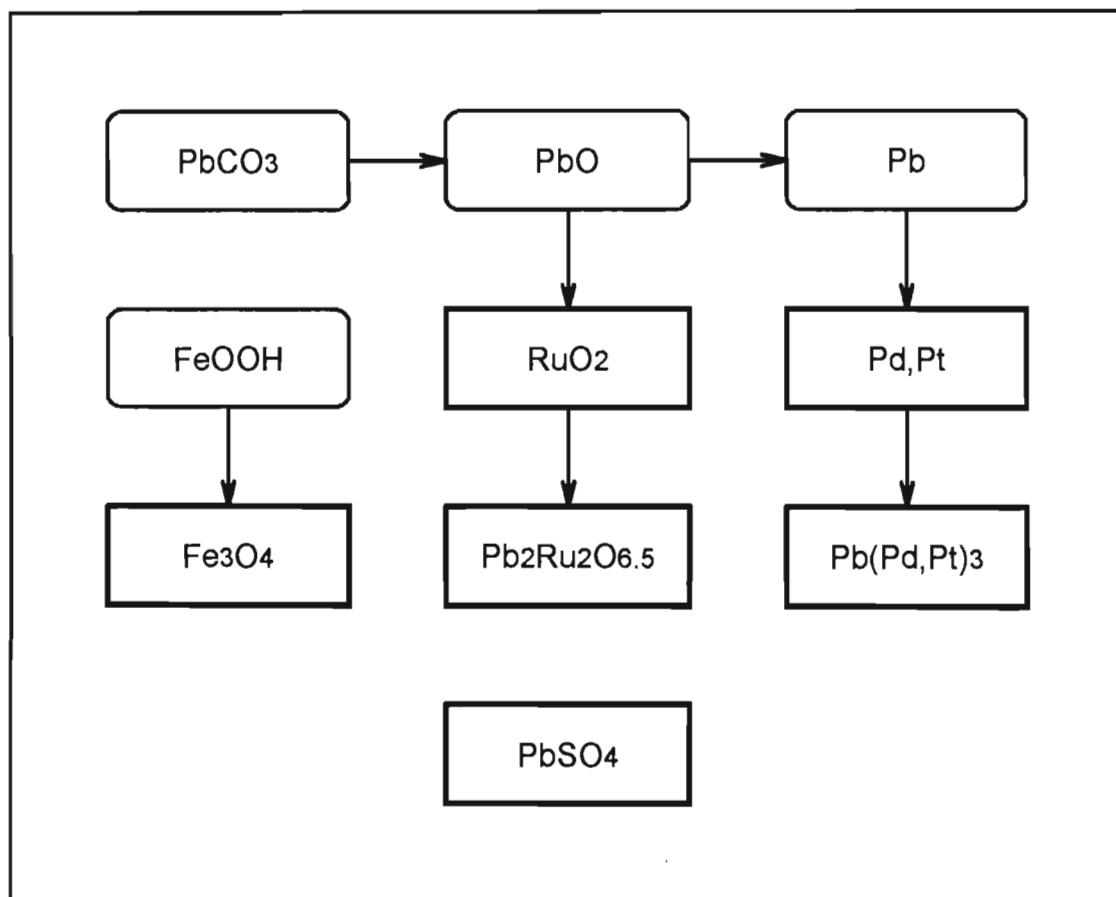 PbCO3
PbO
Pb
FeOOH
RuO2
Pd,Pt
Fe3O4
Pb2Ru2O6.5
Pb(Pd,Pt)3
PbSO4